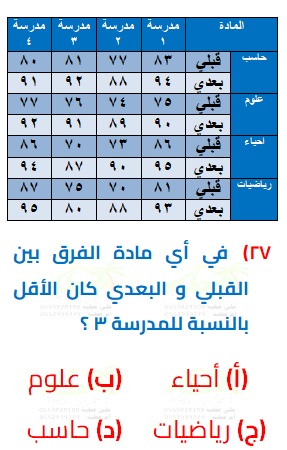 المادة مدرسة ١ مدرسة ٢ مدرسة ٣ مدرسة ٤
حاسب قبلي ٨٣ ٧٧ ٨١ ٨٠
بعدي ٩٤ ٨٨ ٩٢ ٩١
علوم قبلي ٧٥ ٧٤ ٧٦ ٧٧
بعدي ٩٠ ٨٩ ٩١ ٩٢
احياء قبلي ٨٦ ٧٣ ٧٠ ٨٦
بعدي ٩٥ ٩٠ ٨٧ ٩٤
رياضيات قبلي ٨١ ٧٠ ٧٥ ٨٧
بعدي ٩٣ ٨٨ ٨٠ ٩٥
٢٧) في أي مادة الفرق بين
القبلي و البعدي كان الأقل
بالنسبة للمدرسة ٣ ؟
(أ) أحياء (ب) علوم
(ج) رياضيات (د) حاسب